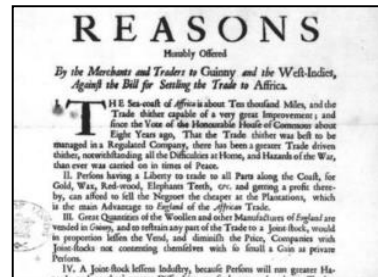 REASONS
Humbly Offered
By the Merchants and Traders to Guinny and the West-Indies,
Against the Bill for Settling the Trade to Affrica.
I. THE Sea-coast of Affrica is about Ten thousand Miles, and the
Trade thither capable of a very great Improvement; and
since the Vote of the Honourable House of Commons about
Eight Years ago, That the Trade thither was best to be
managed in a Regulated Company, there has been a greater Trade driven
thither, notwithstanding all the Difficulties at Home, and Hazards of the War,
than ever was carried on in times of Peace.
II. Persons having a Liberty to trade to all Parts along the Coast, for
Gold, Wax, Red-wood, Elephants Teeth, &c. and getting a profit there-
by, can afford to sell the Negroes the cheaper at the Plantations, which
is the main Advantage to England of the Affrican Trade.
III. Great Quantities of the Woollen and other Manufactures of England are
vended in Guiney, and to restrain any part of the Trade to a Joint-stock, would
in proportion lessen the Vend, and diminish the Price, Companies with
Joint-stocks not contenting themselves with so small a Gain as private
Persons.
IV. A Joint-stock lessens Industry, because Persons will run greater Ha-